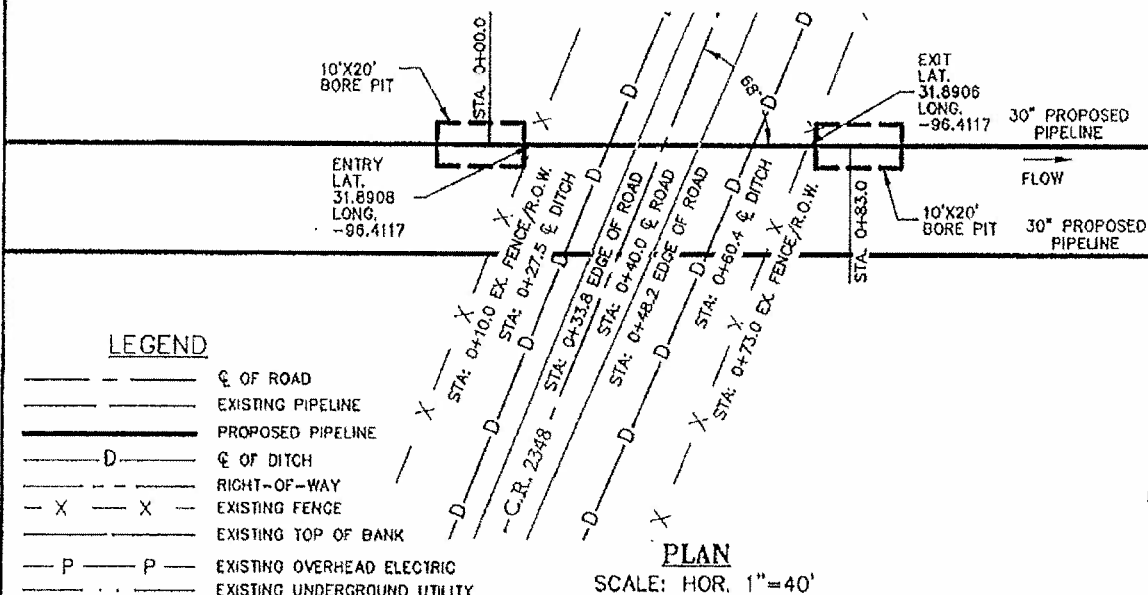 STA. 0+00.0
10'X20'
BORE PIT
68°
EXIT
LAT.
31.8906
LONG.
-96.4117
30" PROPOSED
PIPELINE
FLOW
ENTRY
LAT.
31.8908
LONG.
-96.4117
10'X20'
BORE PIT
30" PROPOSED
PIPELINE
STA. 0+83.0
STA: 0+10.0 EX. FENCE/R.O.W.
STA: 0+27.5 ℄ DITCH
C.R. 2348
STA: 0+33.8 EDGE OF ROAD
STA: 0+40.0 ℄ ROAD
STA: 0+48.2 EDGE OF ROAD
STA: 0+60.4 ℄ DITCH
STA: 0+73.0 EX. FENCE/R.O.W.
LEGEND
℄ OF ROAD
EXISTING PIPELINE
PROPOSED PIPELINE
D ℄ OF DITCH
RIGHT-OF-WAY
X X EXISTING FENCE
EXISTING TOP OF BANK
P P EXISTING OVERHEAD ELECTRIC
EXISTING UNDERGROUND UTILITY
PLAN
SCALE: HOR. 1"=40'